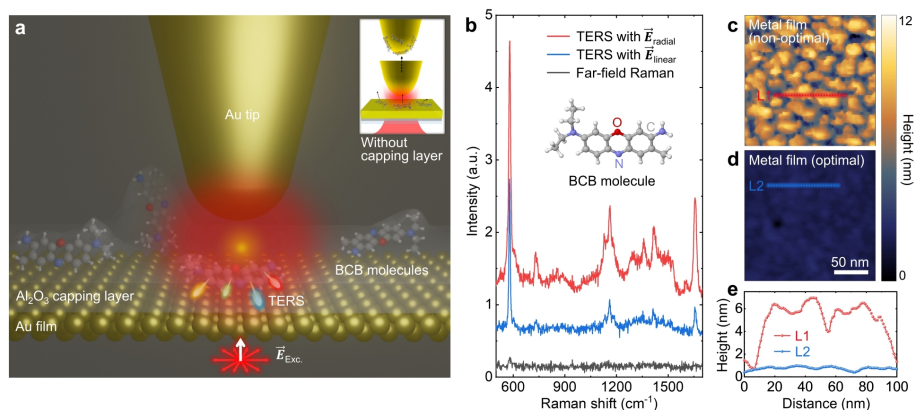 a
Au tip
Without
capping layer
BCB molecules
Al₂O₃ capping layer
TERS
Au film
E⃗Exc.
b
5
4
3
2
1
0
Intensity (a.u.)
TERS with E⃗radial
TERS with E⃗linear
Far-field Raman
O
C
N
BCB molecule
600 900 1200 1500
Raman shift (cm⁻¹)
c
Metal film
(non-optimal)
L1
d
Metal film (optimal)
L2
50 nm
12
0
Height (nm)
e
6
4
2
0
Height (nm)
L1
L2
0 20 40 60 80 100
Distance (nm)